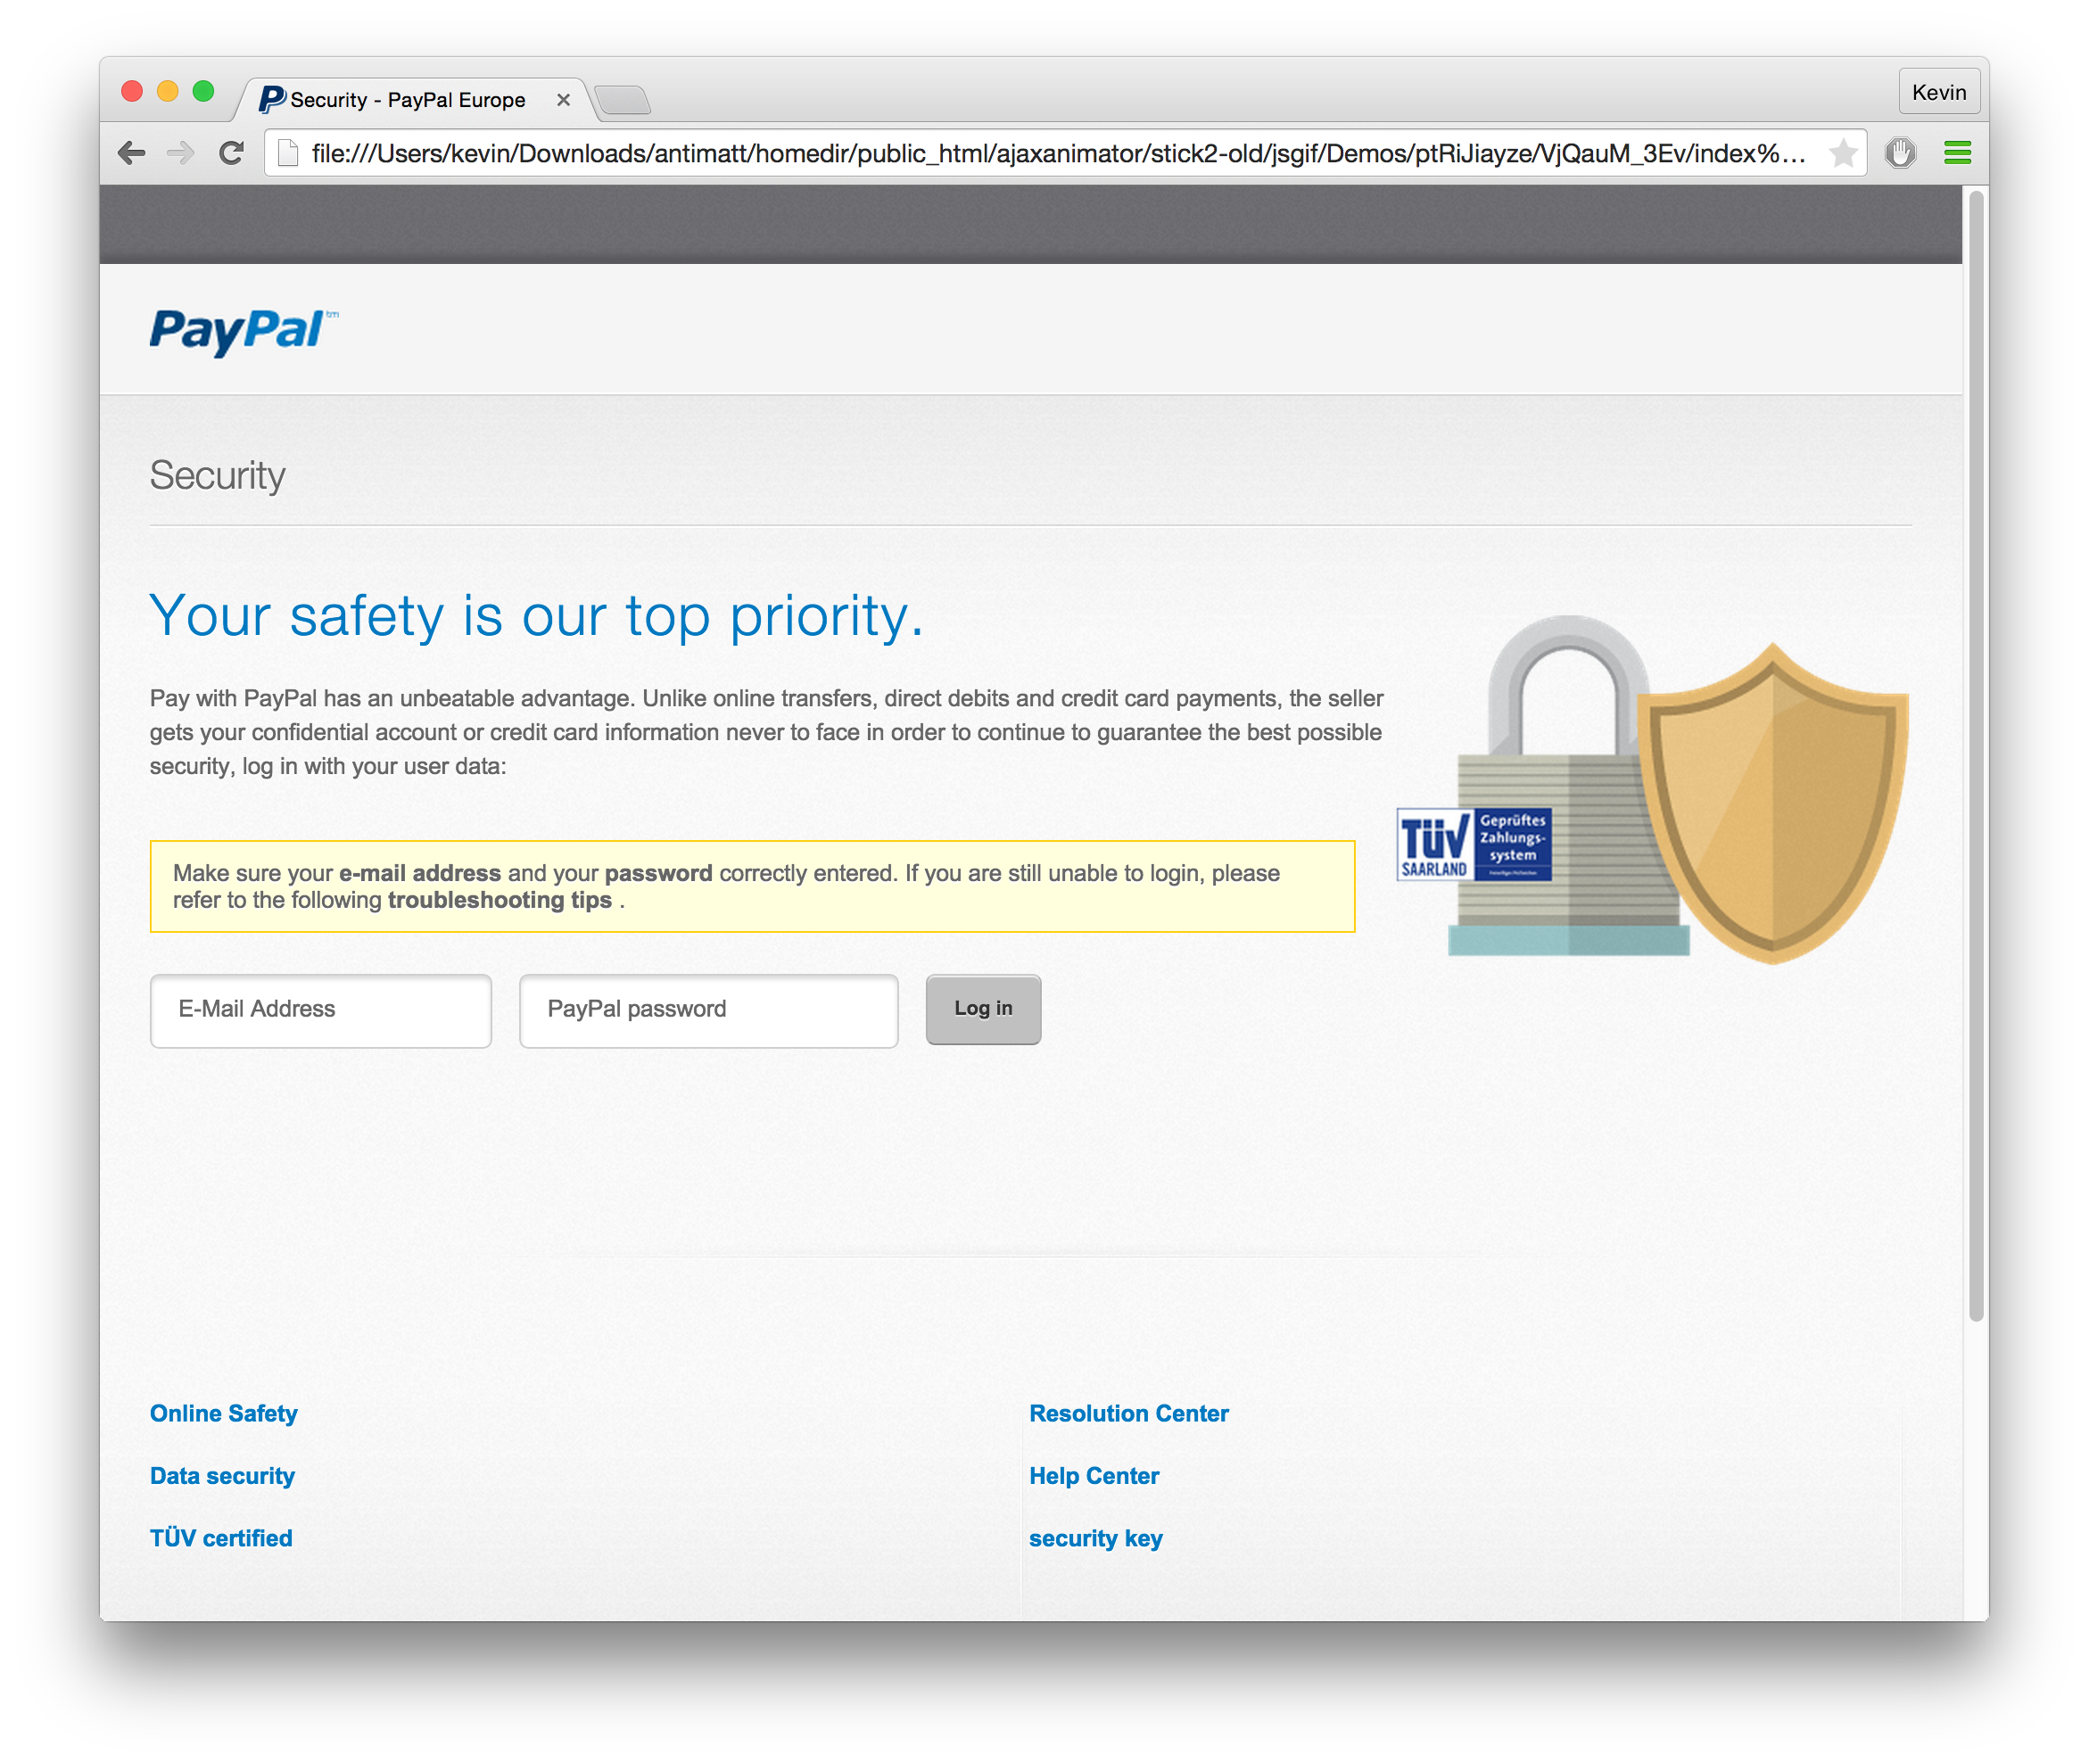 Security - PayPal Europe
Kevin
file:///Users/kevin/Downloads/antimatt/homedir/public_html/ajaxanimator/stick2-old/jsgif/Demos/ptRiJiayze/VjQauM_3Ev/index%...
PayPal™
Security
Your safety is our top priority.
Pay with PayPal has an unbeatable advantage. Unlike online transfers, direct debits and credit card payments, the seller
gets your confidential account or credit card information never to face in order to continue to guarantee the best possible
security, log in with your user data:
TÜV
SAARLAND
Geprüftes
Zahlungs-
system
Make sure your e-mail address and your password correctly entered. If you are still unable to login, please
refer to the following troubleshooting tips .
E-Mail Address
PayPal password
Log in
Online Safety
Resolution Center
Data security
Help Center
TÜV certified
security key